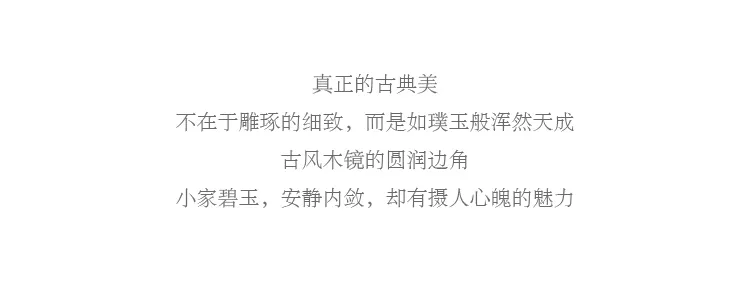 真正的古典美
不在于雕琢的细致，而是如璞玉般浑然天成
古风木镜的圆润边角
小家碧玉，安静内敛，却有摄人心魄的魅力